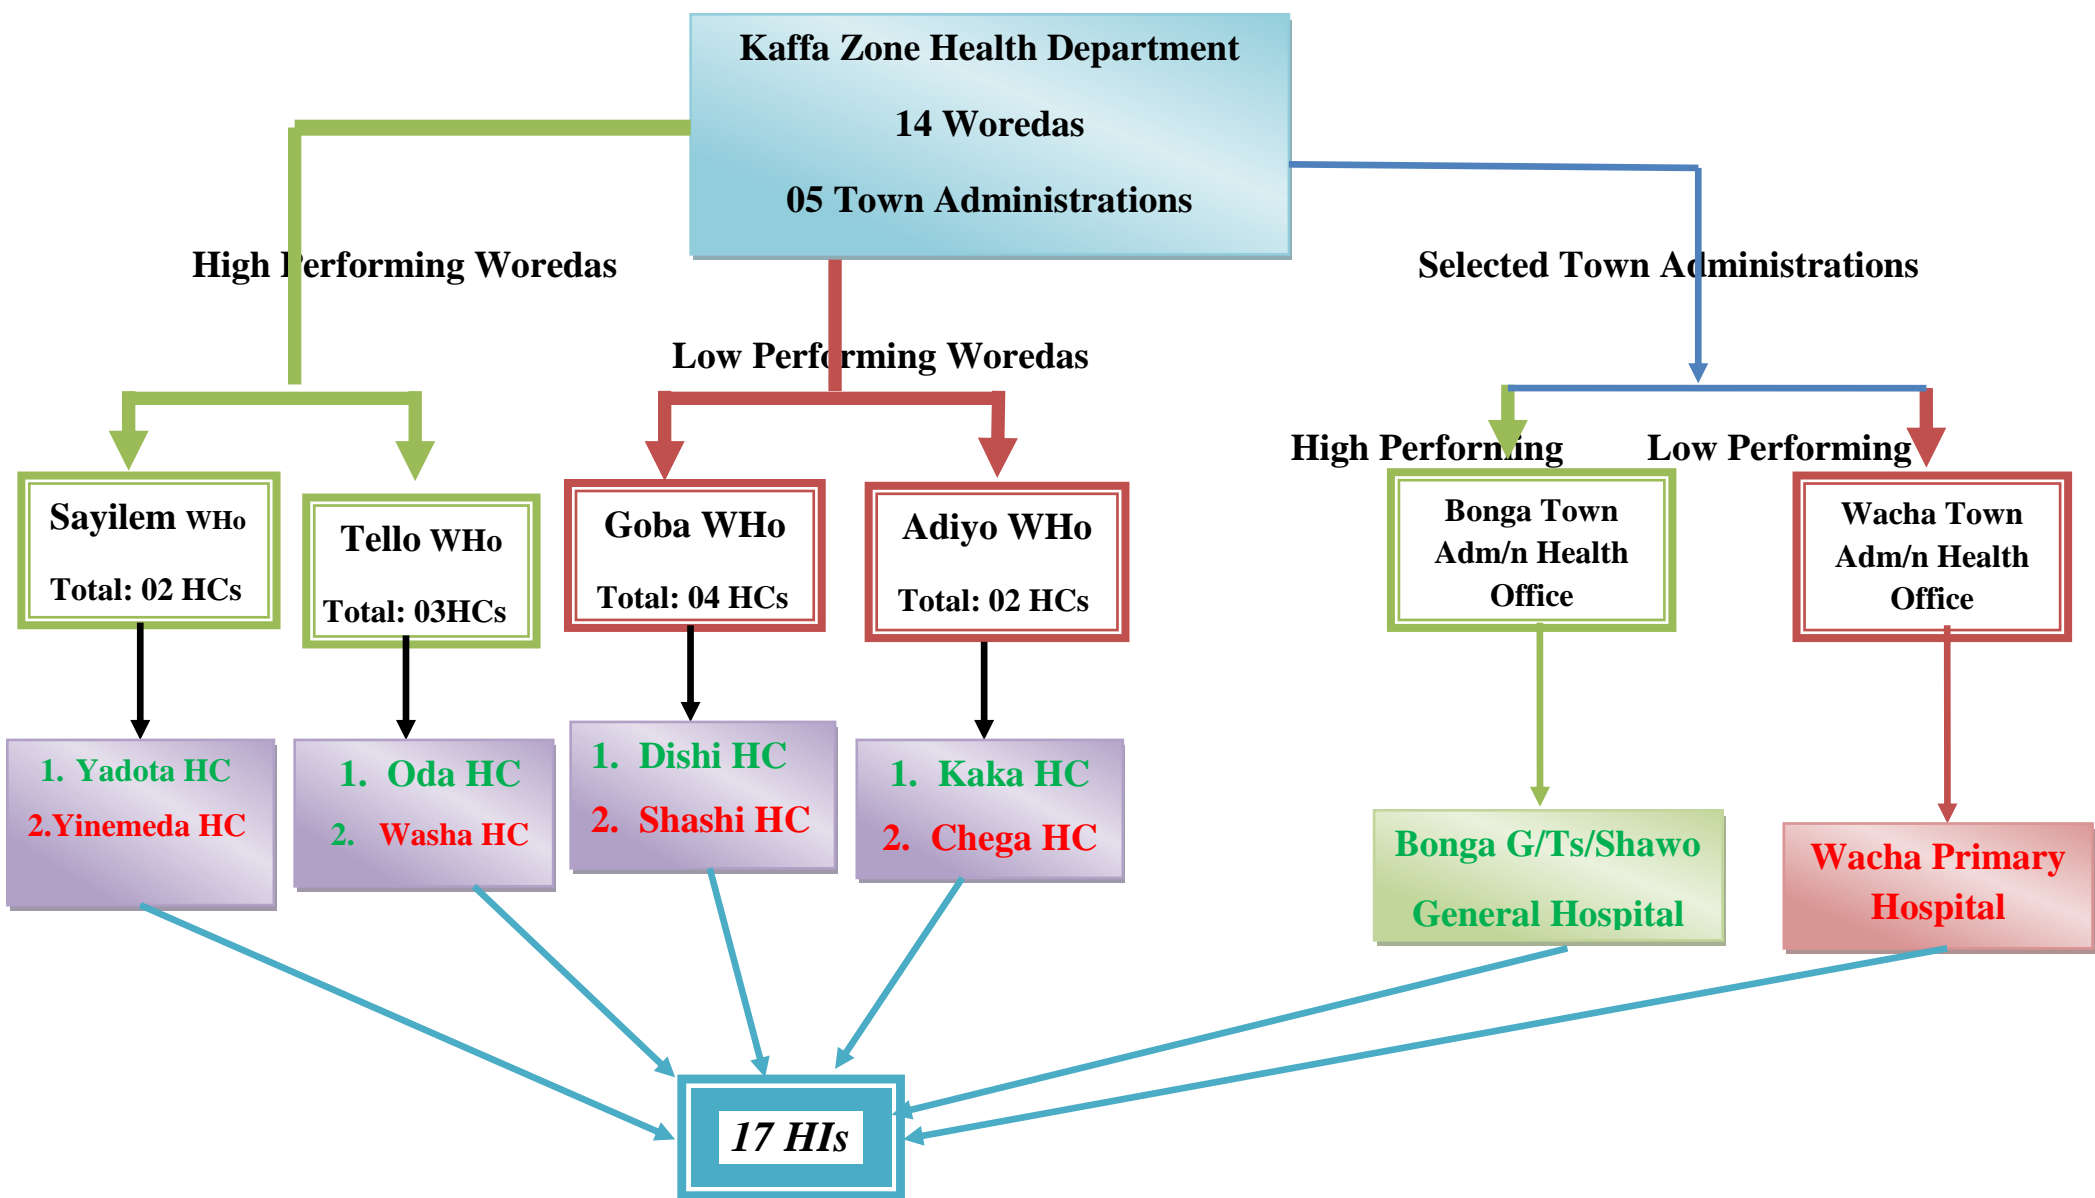 Kaffa Zone Health Department
14 Woredas
05 Town Administrations
High Performing Woredas
Selected Town Administrations
Low Performing Woredas
High Performing
Low Performing
Sayilem WHo
Total: 02 HCs
Tello WHo
Total: 03HCs
Goba WHo
Total: 04 HCs
Adiyo WHo
Total: 02 HCs
Bonga Town
Adm/n Health
Office
Wacha Town
Adm/n Health
Office
1. Yadota HC
2.Yinemeda HC
1. Oda HC
2. Washa HC
1. Dishi HC
2. Shashi HC
1. Kaka HC
2. Chega HC
Bonga G/Ts/Shawo
General Hospital
Wacha Primary
Hospital
17 HIs